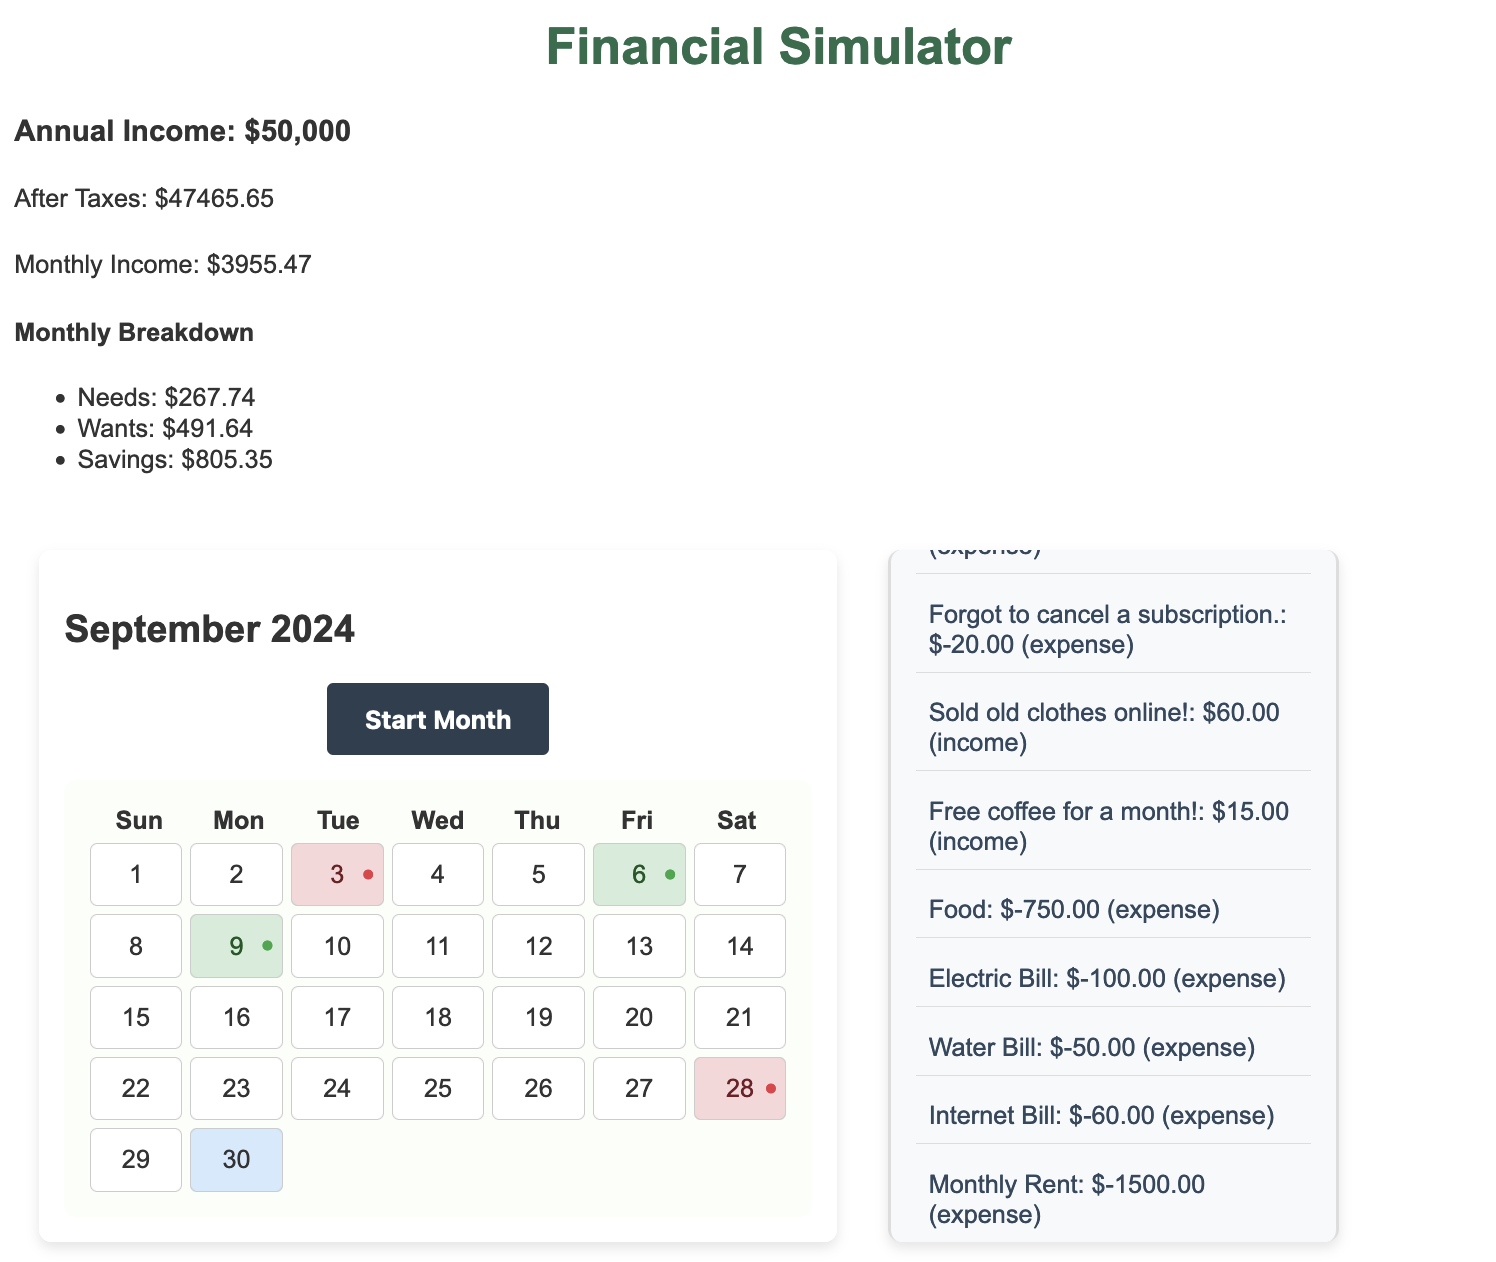 Financial Simulator
Annual Income: $50,000
After Taxes: $47465.65
Monthly Income: $3955.47
Monthly Breakdown
Needs: $267.74
Wants: $491.64
Savings: $805.35
September 2024
Start Month
Sun Mon Tue Wed Thu Fri Sat
1 2 3 4 5 6 7
8 9 10 11 12 13 14
15 16 17 18 19 20 21
22 23 24 25 26 27 28
29 30
(expense)
Forgot to cancel a subscription.:
$-20.00 (expense)
Sold old clothes online!: $60.00
(income)
Free coffee for a month!: $15.00
(income)
Food: $-750.00 (expense)
Electric Bill: $-100.00 (expense)
Water Bill: $-50.00 (expense)
Internet Bill: $-60.00 (expense)
Monthly Rent: $-1500.00
(expense)